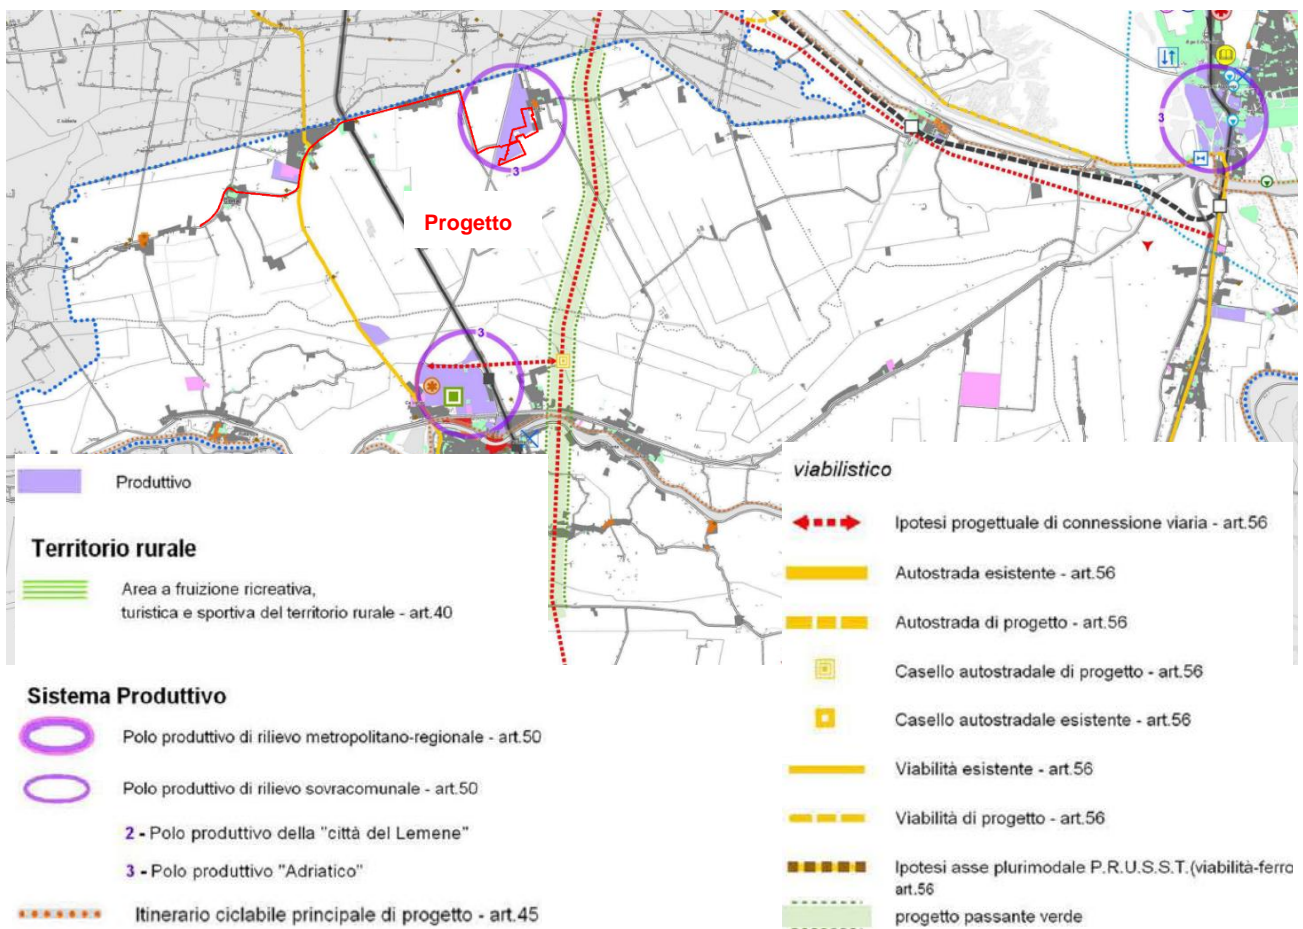 3
Progetto
3
3
Produttivo
Territorio rurale
Area a fruizione ricreativa,
turistica e sportiva del territorio rurale - art.40
Sistema Produttivo
Polo produttivo di rilievo metropolitano-regionale - art.50
Polo produttivo di rilievo sovracomunale - art.50
2 - Polo produttivo della "città del Lemene"
3 - Polo produttivo "Adriatico"
Itinerario ciclabile principale di progetto - art.45
viabilistico
Ipotesi progettuale di connessione viaria - art.56
Autostrada esistente - art.56
Autostrada di progetto - art.56
Casello autostradale di progetto - art.56
Casello autostradale esistente - art.56
Viabilità esistente - art.56
Viabilità di progetto - art.56
Ipotesi asse plurimodale P.R.U.S.S.T.(viabilità-ferro
art.56
progetto passante verde